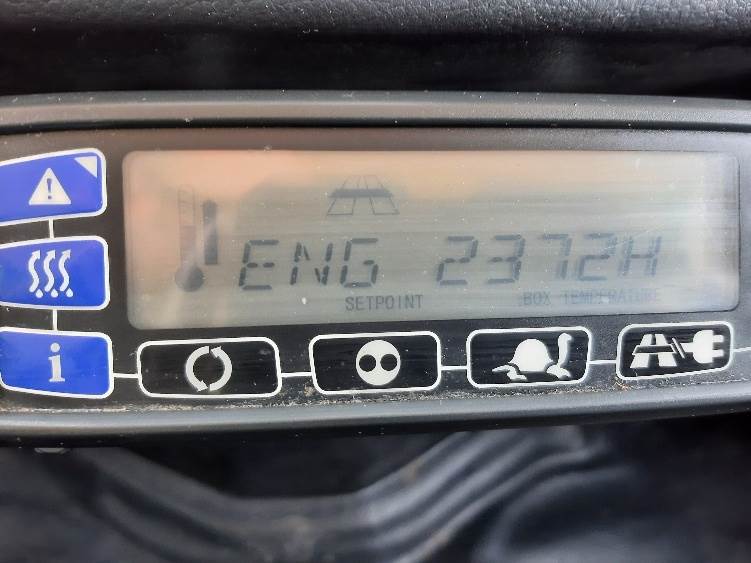 ENG 2372H
SETPOINT BOX TEMPERATURE
i